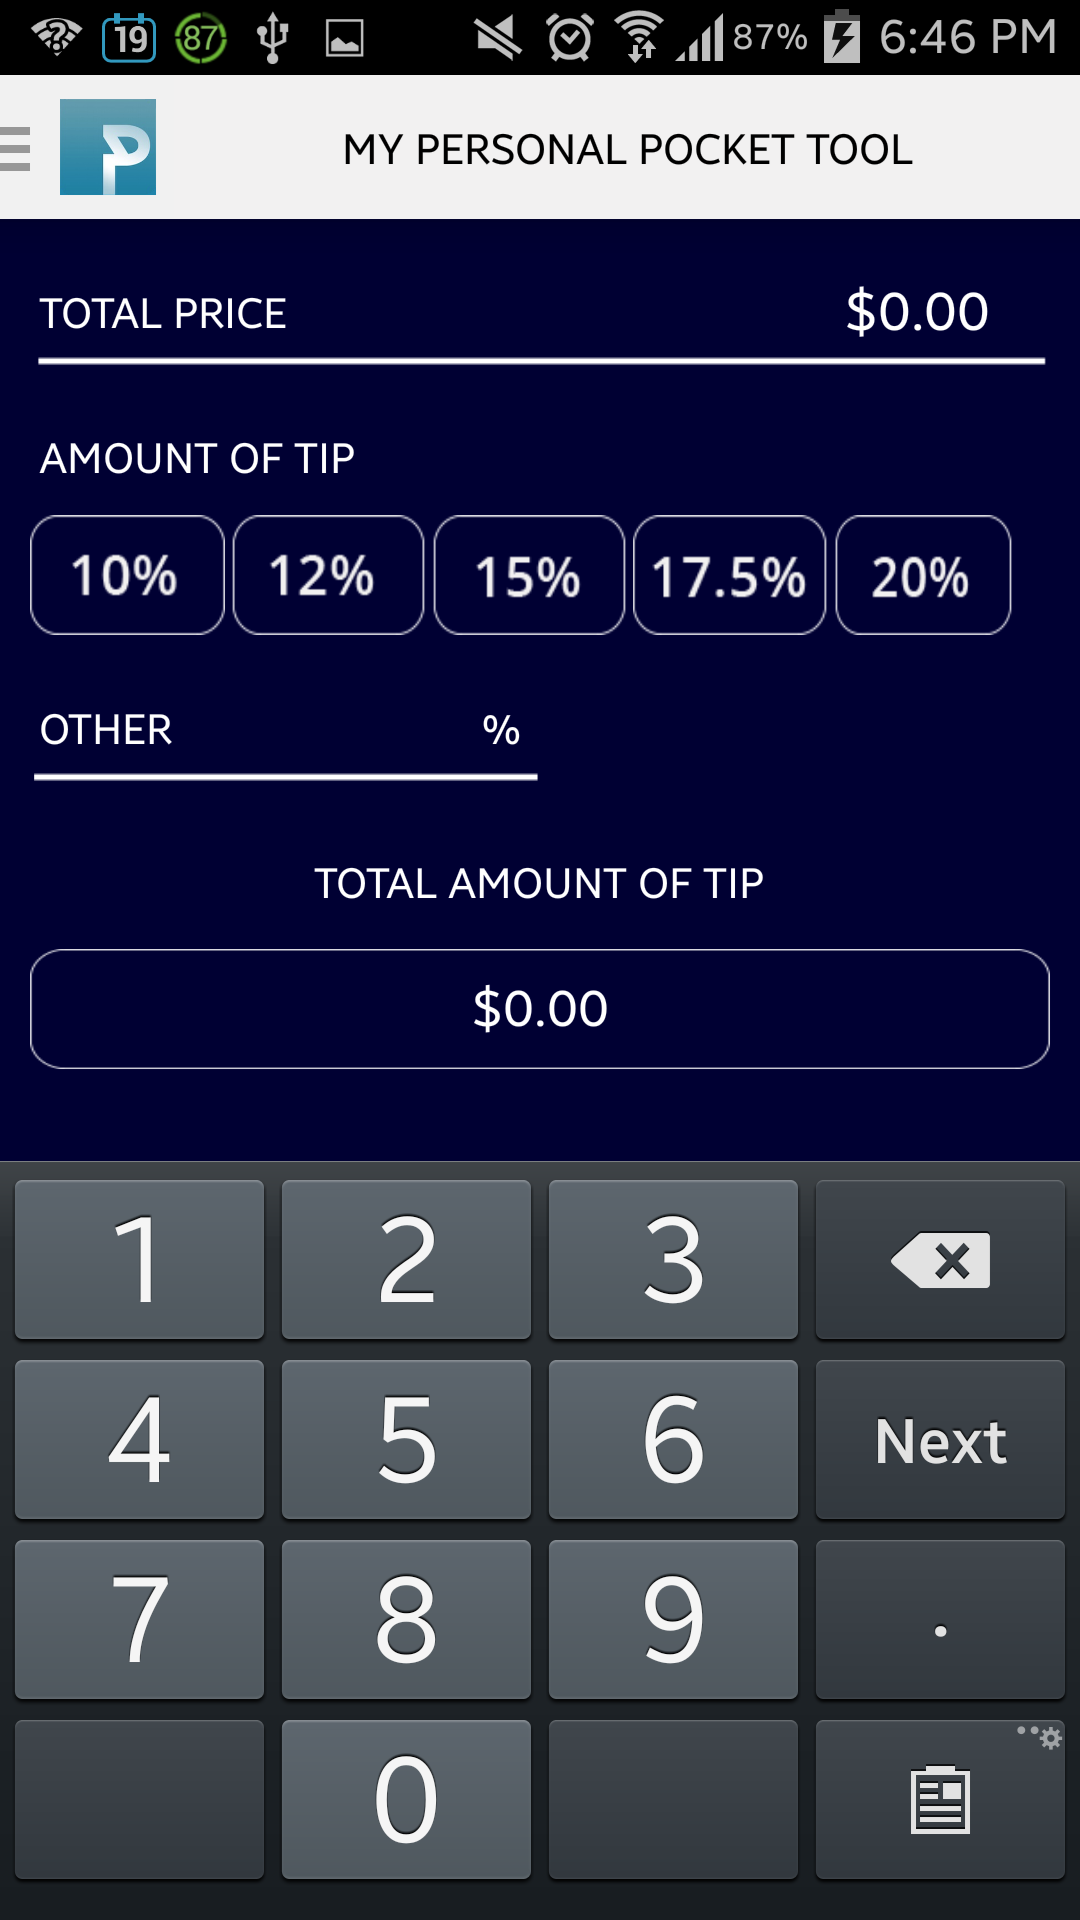 ? 19 87 87% 6:46 PM
P MY PERSONAL POCKET TOOL
TOTAL PRICE $0.00
AMOUNT OF TIP
10% 12% 15% 17.5% 20%
OTHER %
TOTAL AMOUNT OF TIP
$0.00
1 2 3
4 5 6 Next
7 8 9 .
0